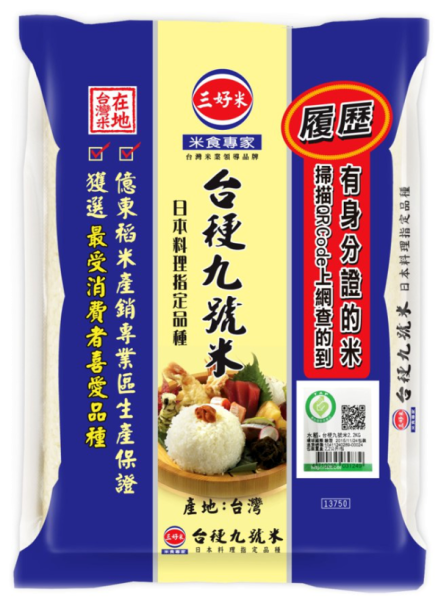 在地
台灣米
億東稻米產銷專業區生產保證
獲選 最受消費者喜愛品種
三好米
米食專家
台灣米業領導品牌
台稉九號米
日本料理指定品種
產地：台灣
三好米
米食專家
台稉九號米
日本料理指定品種
履歷
有身分證的米
掃描QRCode上網查的到
台稉九號米
日本料理指定品種
13750